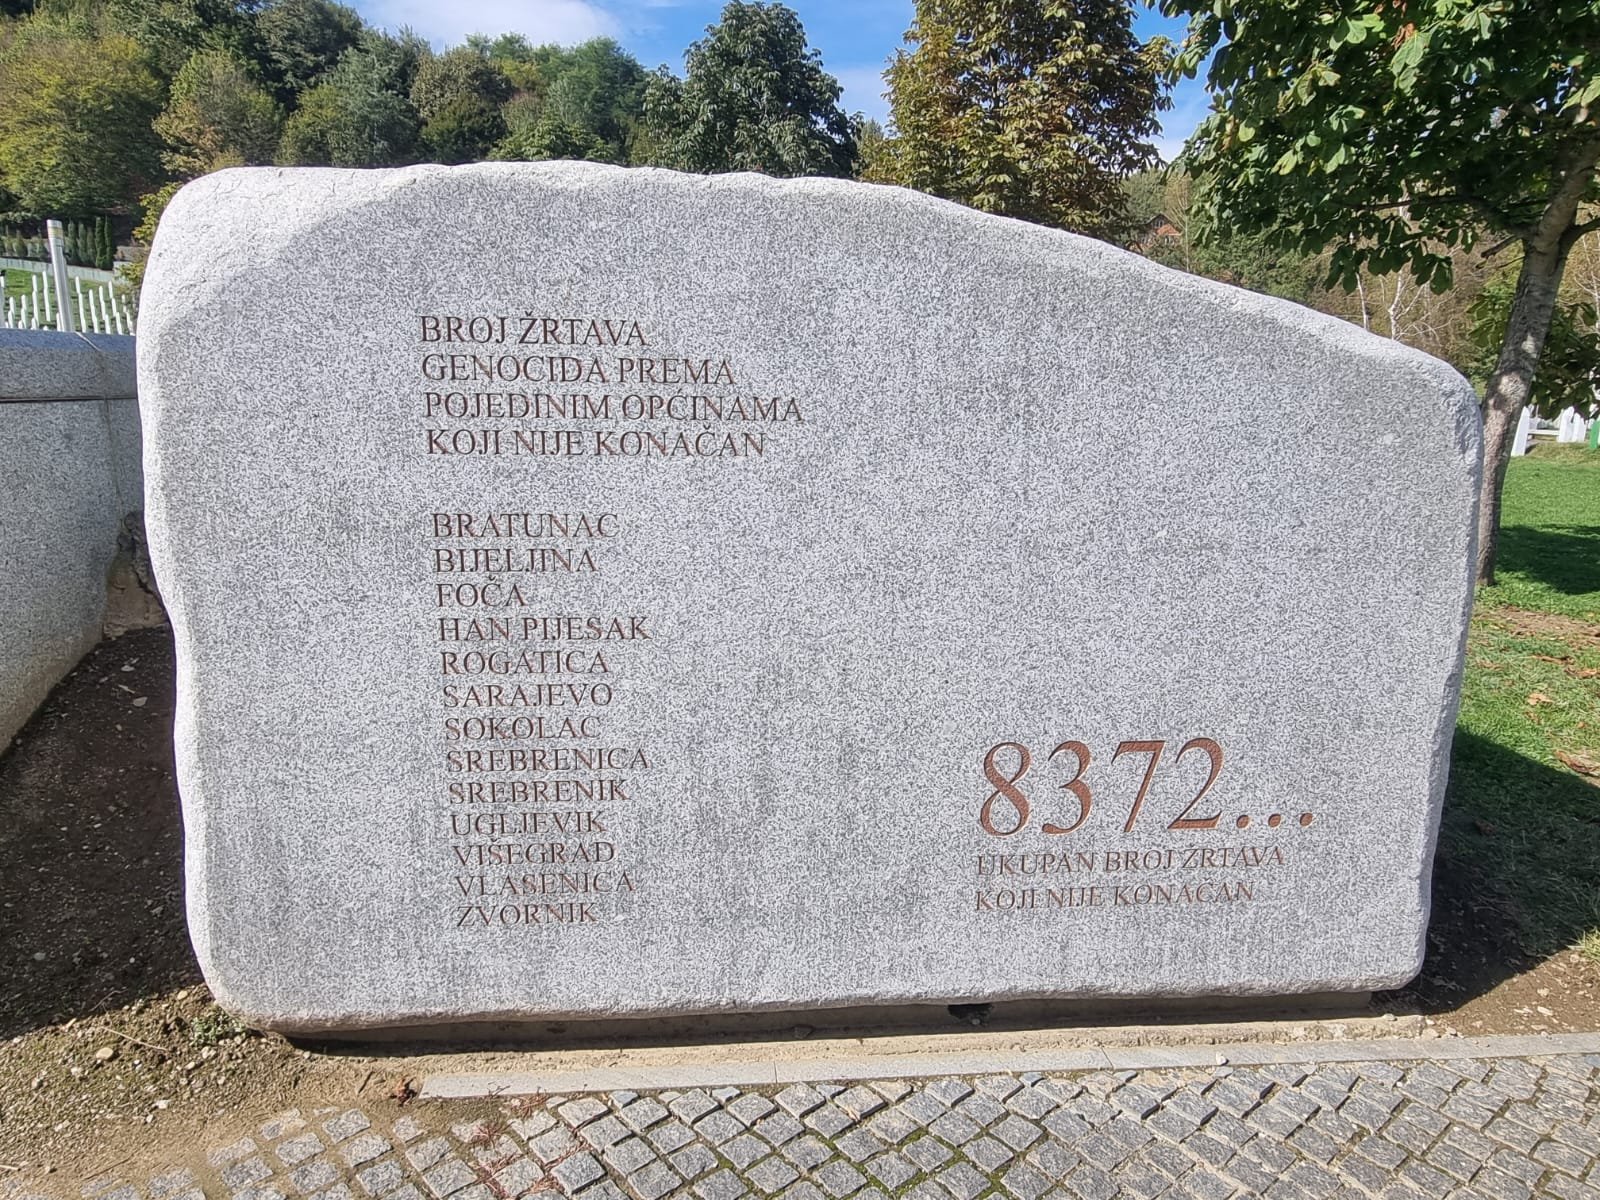 BROJ ŽRTAVA
GENOCIDA PREMA
POJEDINIM OPĆINAMA
KOJI NIJE KONAČAN
BRATUNAC
BIJELJINA
FOČA
HAN PIJESAK
ROGATICA
SARAJEVO
SOKOLAC
SREBRENICA
SREBRENIK
UGLJEVIK
VISEGRAD
VLASENICA
ZVORNIK
8372...
UKUPAN BROJ ŽRTAVA
KOJI NIJE KONAČAN